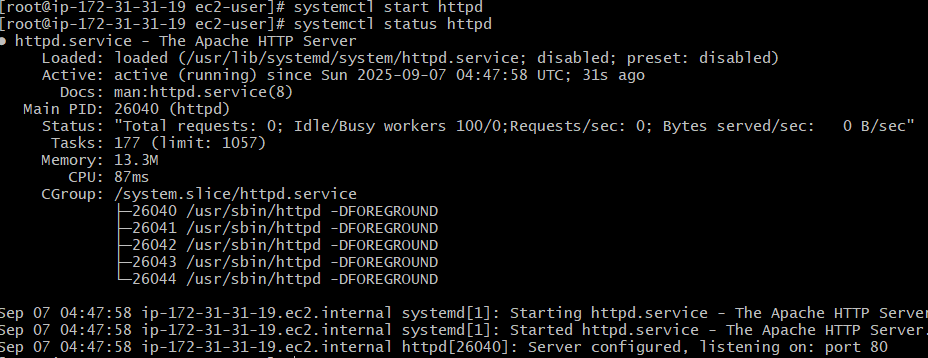 [root@ip-172-31-31-19 ec2-user]# systemctl start httpd
[root@ip-172-31-31-19 ec2-user]# systemctl status httpd
● httpd.service - The Apache HTTP Server
     Loaded: loaded (/usr/lib/systemd/system/httpd.service; disabled; preset: disabled)
     Active: active (running) since Sun 2025-09-07 04:47:58 UTC; 31s ago
       Docs: man:httpd.service(8)
   Main PID: 26040 (httpd)
     Status: "Total requests: 0; Idle/Busy workers 100/0;Requests/sec: 0; Bytes served/sec:   0 B/sec"
      Tasks: 177 (limit: 1057)
     Memory: 13.3M
        CPU: 87ms
     CGroup: /system.slice/httpd.service
             ├─26040 /usr/sbin/httpd -DFOREGROUND
             ├─26041 /usr/sbin/httpd -DFOREGROUND
             ├─26042 /usr/sbin/httpd -DFOREGROUND
             ├─26043 /usr/sbin/httpd -DFOREGROUND
             └─26044 /usr/sbin/httpd -DFOREGROUND
Sep 07 04:47:58 ip-172-31-31-19.ec2.internal systemd[1]: Starting httpd.service - The Apache HTTP Server
Sep 07 04:47:58 ip-172-31-31-19.ec2.internal systemd[1]: Started httpd.service - The Apache HTTP Server.
Sep 07 04:47:58 ip-172-31-31-19.ec2.internal httpd[26040]: Server configured, listening on: port 80